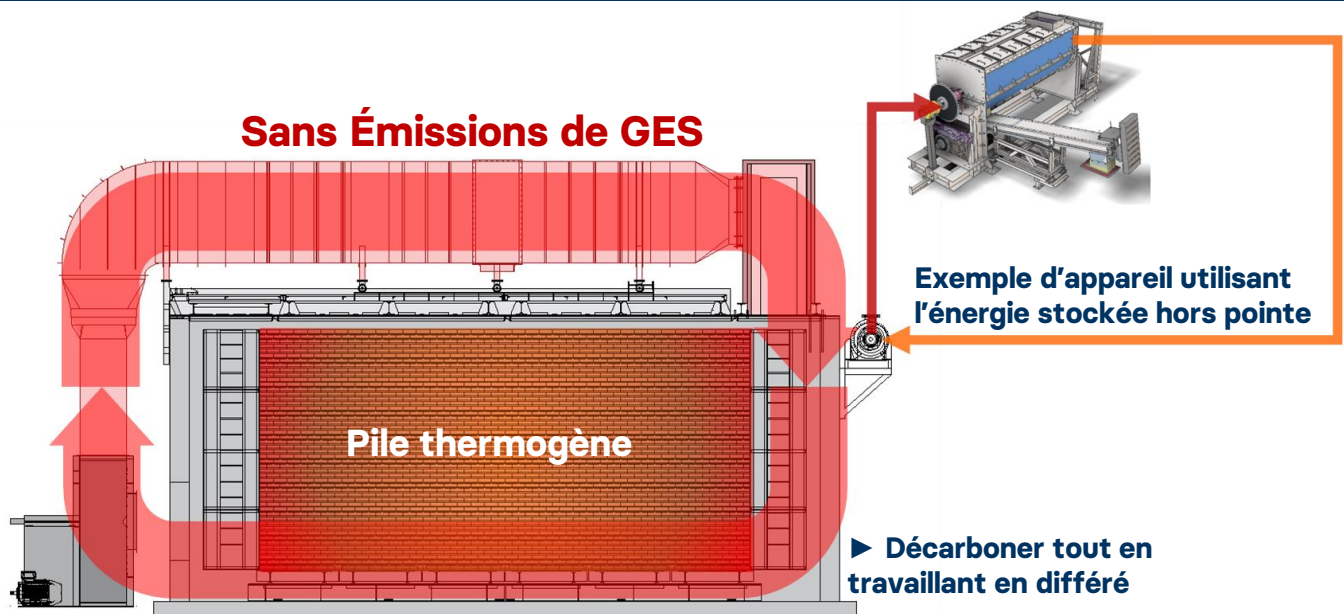 Sans Émissions de GES
Exemple d'appareil utilisant
l'énergie stockée hors pointe
Pile thermogène
► Décarboner tout en
travaillant en différé